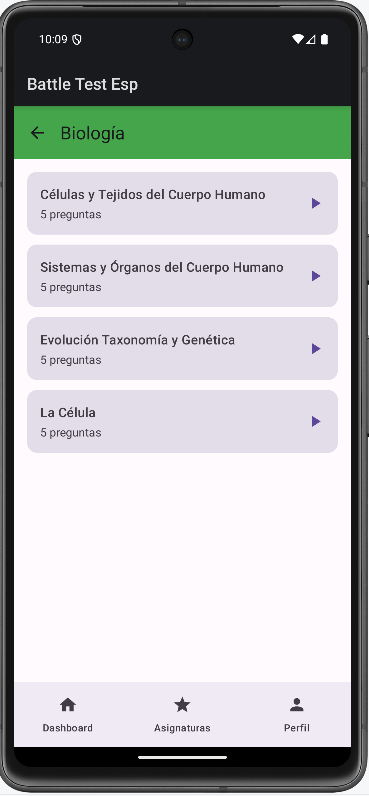 10:09
Battle Test Esp
Biología
Células y Tejidos del Cuerpo Humano
5 preguntas
Sistemas y Órganos del Cuerpo Humano
5 preguntas
Evolución Taxonomía y Genética
5 preguntas
La Célula
5 preguntas
Dashboard Asignaturas Perfil